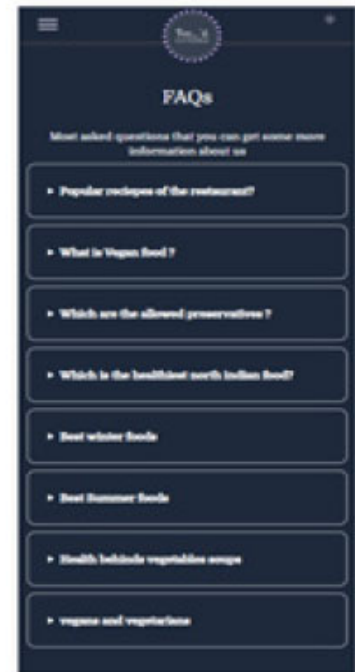 FAQs
Most asked questions that you can get some more
information about us
Popular reciepes of the restaurant?
What is Vegan food ?
Which are the allowed preservatives ?
Which is the healthiest north indian food?
Best winter foods
Best Summer foods
Health behinds vegetables soups
vegans and vegetarians